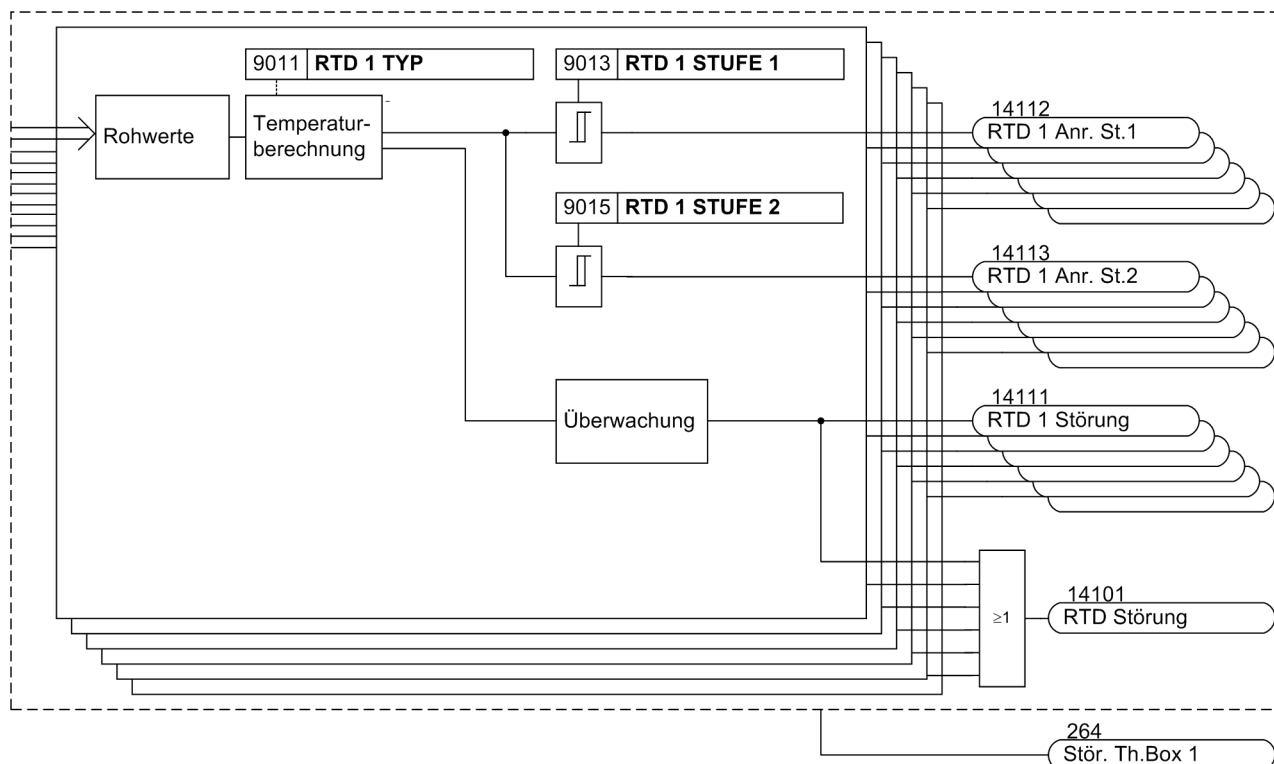 9011 RTD 1 TYP
9013 RTD 1 STUFE 1
Rohwerte
Temperatur-
berechnung
14112
RTD 1 Anr. St.1
9015 RTD 1 STUFE 2
14113
RTD 1 Anr. St.2
Überwachung
14111
RTD 1 Störung
≥1
14101
RTD Störung
264
Stör. Th.Box 1